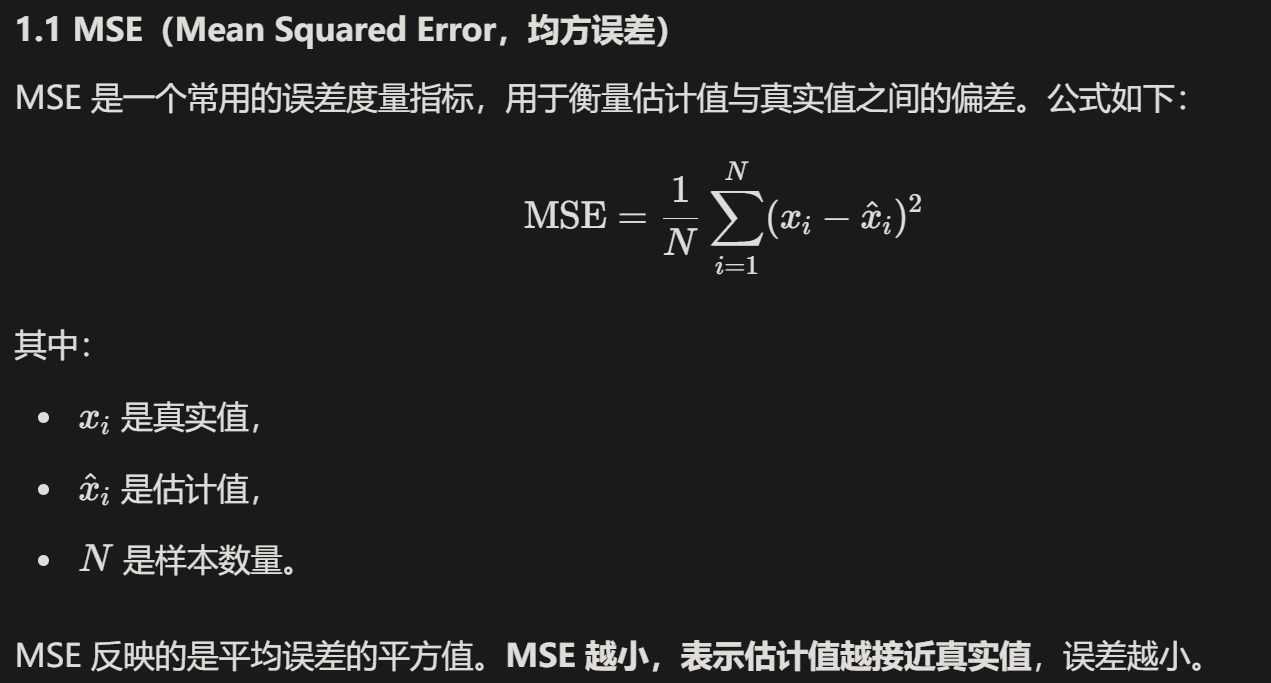 1.1 MSE（Mean Squared Error，均方误差）
MSE 是一个常用的误差度量指标，用于衡量估计值与真实值之间的偏差。公式如下：
MSE = \frac{1}{N} \sum_{i=1}^{N} (x_i - \hat{x}_i)^2
其中：
• x_i 是真实值，
• \hat{x}_i 是估计值，
• N 是样本数量。
MSE 反映的是平均误差的平方值。MSE 越小，表示估计值越接近真实值，误差越小。